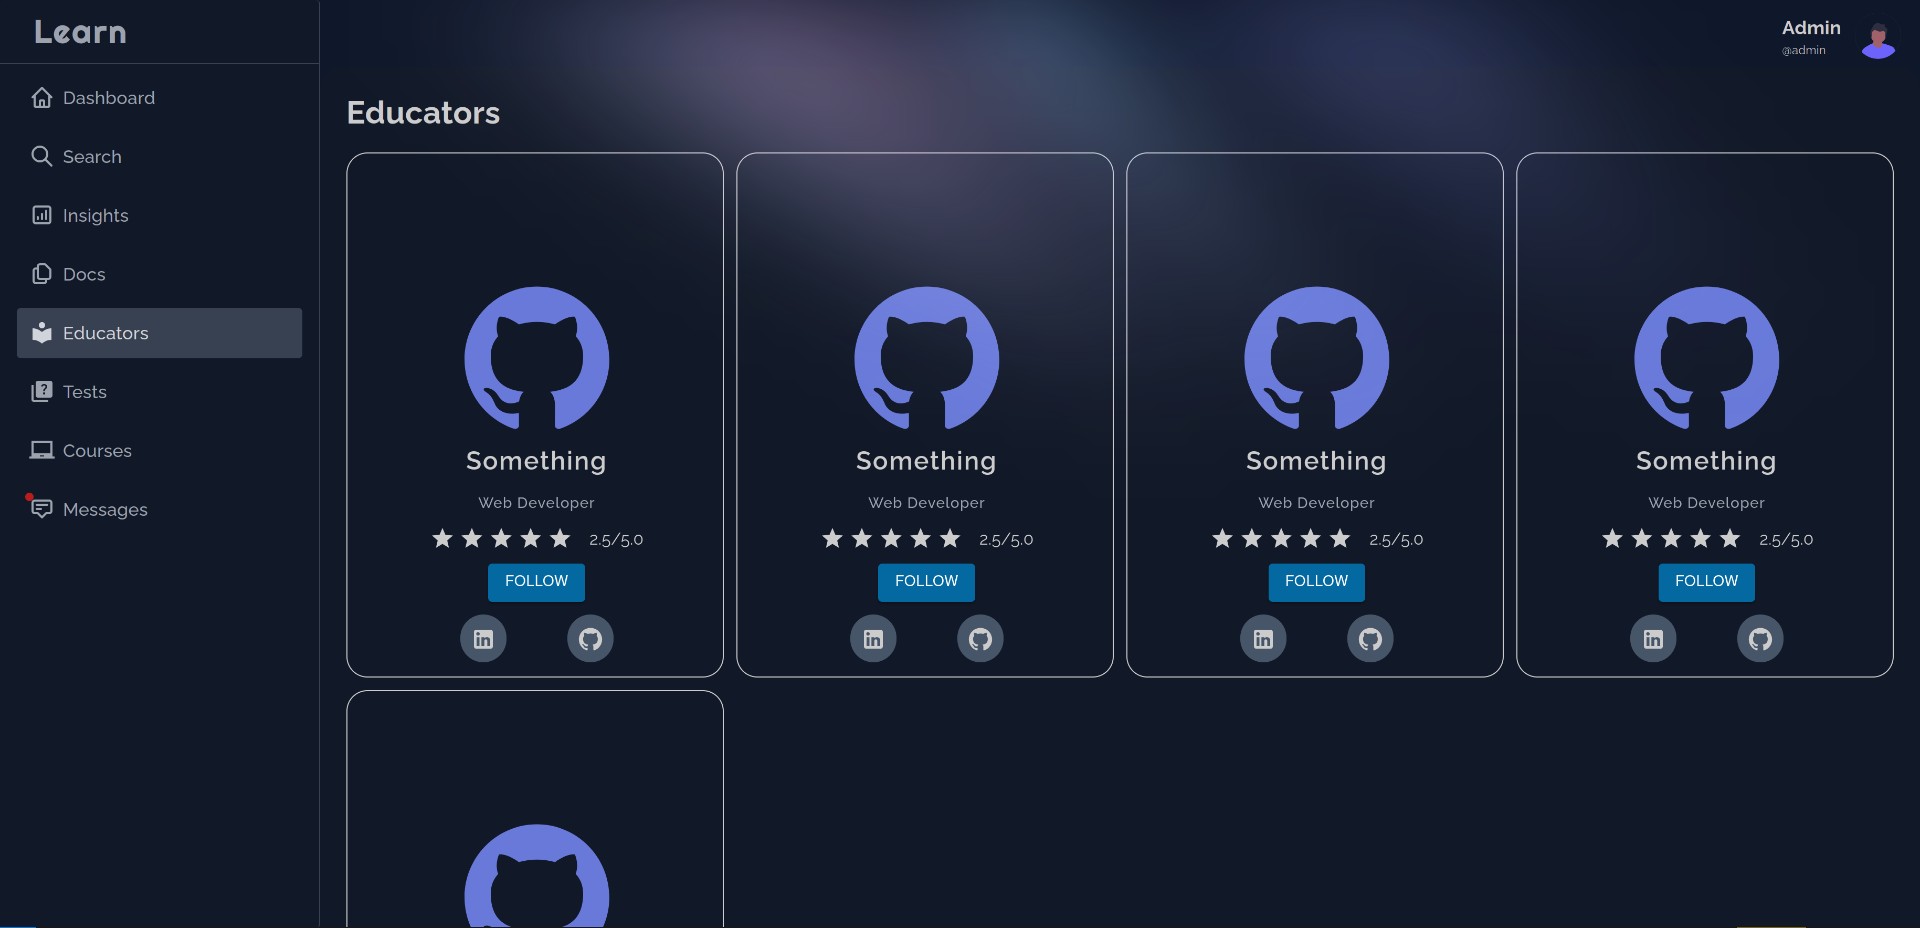 Learn
Admin
@admin
Dashboard
Search
Insights
Docs
Educators
Tests
Courses
Messages
Educators
Something
Web Developer
2.5/5.0
FOLLOW
Something
Web Developer
2.5/5.0
FOLLOW
Something
Web Developer
2.5/5.0
FOLLOW
Something
Web Developer
2.5/5.0
FOLLOW